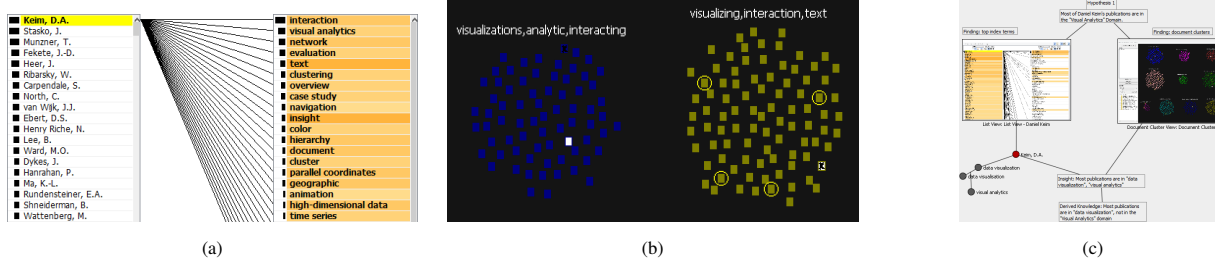 Keim, D.A.
Stasko, J.
Munzner, T.
Fekete, J.-D.
Heer, J.
Ribarsky, W.
Carpendale, S.
North, C.
van Wijk, J.J.
Ebert, D.S.
Henry Riche, N.
Lee, B.
Ward, M.O.
Dykes, J.
Hanrahan, P.
Ma, K.-L.
Rundensteiner, E.A.
Shneiderman, B.
Wattenberg, M.
interaction
visual analytics
network
evaluation
text
clustering
overview
case study
navigation
insight
color
hierarchy
document
cluster
parallel coordinates
geographic
animation
high-dimensional data
time series
(a)
visualizations,analytic,interacting
visualizing,interaction,text
(b)
Hypothesis 1
Most of Daniel Keim's publications are in
the "Visual Analytics" Domain.
Finding: top index terms
Finding: document clusters
List View: List View - Daniel Keim
Document Cluster View: Document Cluster
Keim, D.A.
data visualization
data visualisation
visual analytics
Insight: Most publications are in "data
visualization", "visual analytics"
Derived Knowledge: Most publications
are in "data visualization", not in the
"Visual Analytics" domain
(c)